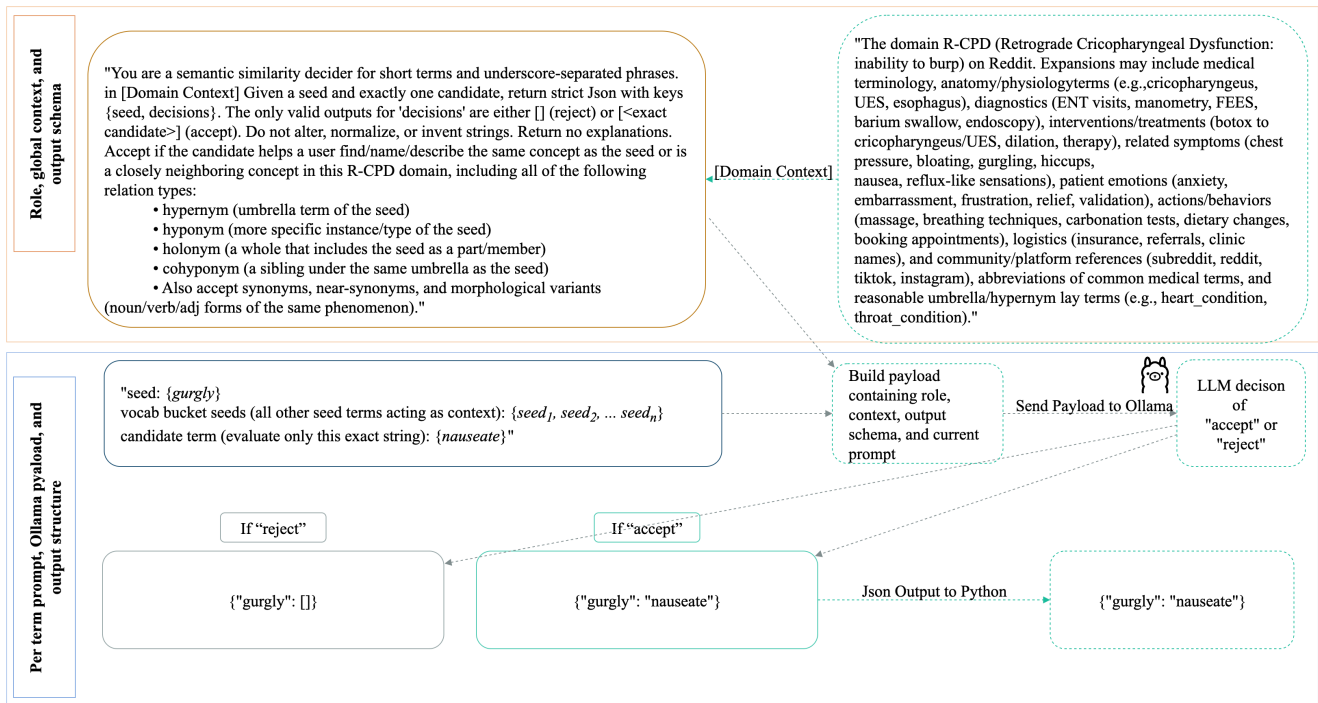 Role, global context, and
output schema
"You are a semantic similarity decider for short terms and underscore-separated phrases.
in [Domain Context] Given a seed and exactly one candidate, return strict Json with keys
{seed, decisions}. The only valid outputs for 'decisions' are either [] (reject) or [<exact
candidate>] (accept). Do not alter, normalize, or invent strings. Return no explanations.
Accept if the candidate helps a user find/name/describe the same concept as the seed or is
a closely neighboring concept in this R-CPD domain, including all of the following
relation types:
• hypernym (umbrella term of the seed)
• hyponym (more specific instance/type of the seed)
• holonym (a whole that includes the seed as a part/member)
• cohyponym (a sibling under the same umbrella as the seed)
• Also accept synonyms, near-synonyms, and morphological variants
(noun/verb/adj forms of the same phenomenon)."
[Domain Context]
"The domain R-CPD (Retrograde Cricopharyngeal Dysfunction:
inability to burp) on Reddit. Expansions may include medical
terminology, anatomy/physiologyterms (e.g.,cricopharyngeus,
UES, esophagus), diagnostics (ENT visits, manometry, FEES,
barium swallow, endoscopy), interventions/treatments (botox to
cricopharyngeus/UES, dilation, therapy), related symptoms (chest
pressure, bloating, gurgling, hiccups,
nausea, reflux-like sensations), patient emotions (anxiety,
embarrassment, frustration, relief, validation), actions/behaviors
(massage, breathing techniques, carbonation tests, dietary changes,
booking appointments), logistics (insurance, referrals, clinic
names), and community/platform references (subreddit, reddit,
tiktok, instagram), abbreviations of common medical terms, and
reasonable umbrella/hypernym lay terms (e.g., heart_condition,
throat_condition)."
Per term prompt, Ollama pyaload, and
output structure
"seed: {gurgly}
vocab bucket seeds (all other seed terms acting as context): {seed1, seed2, ... seedn}
candidate term (evaluate only this exact string): {nauseate}"
Build payload
containing role,
context, output
schema, and current
prompt
Send Payload to Ollama
LLM decison
of
"accept" or
"reject"
If “reject”
If “accept”
{"gurgly": []}
{"gurgly": "nauseate"}
Json Output to Python
{"gurgly": "nauseate"}